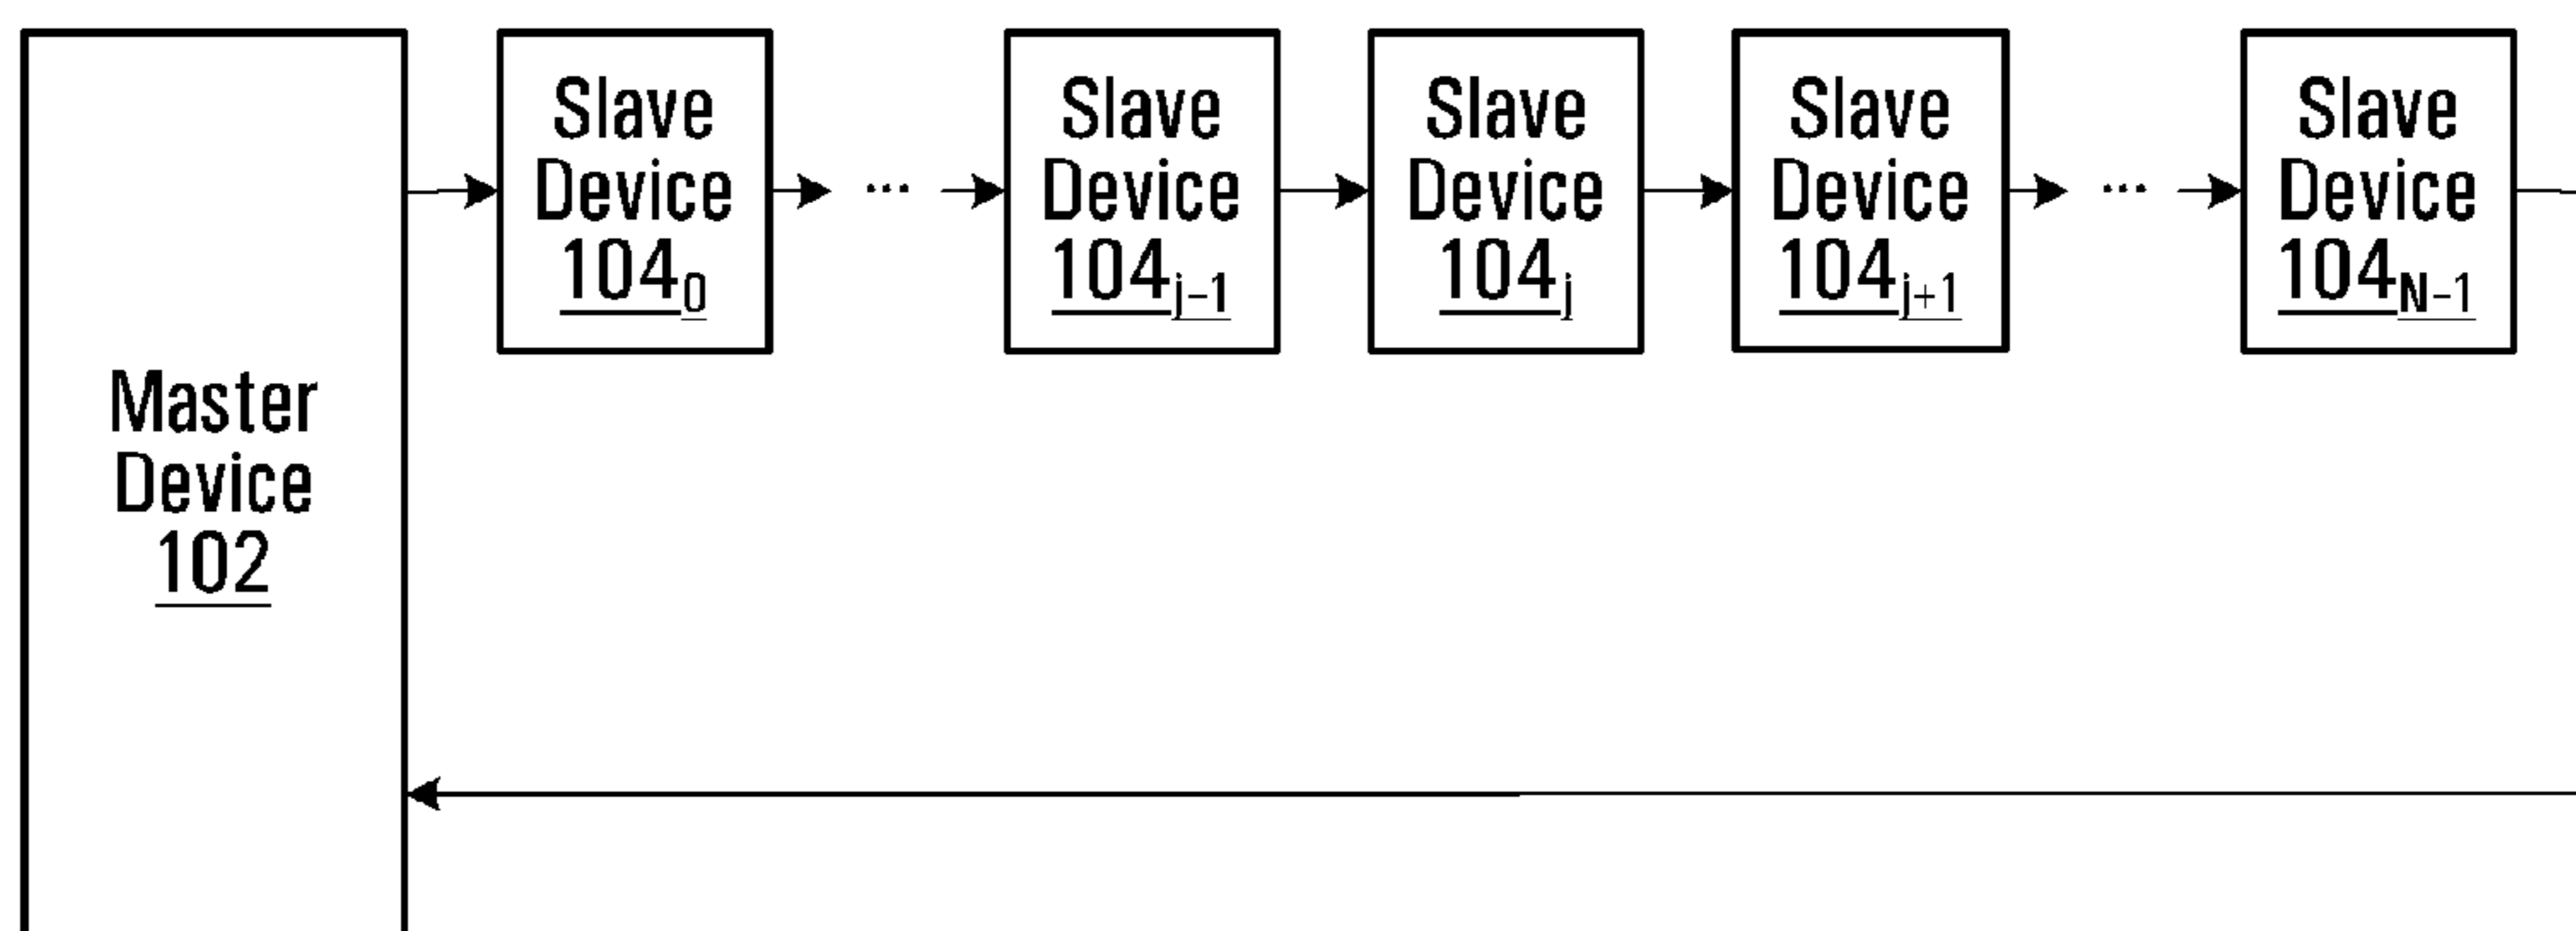 Slave
Device
104₀
...
Slave
Device
104j-1
Slave
Device
104j
Slave
Device
104j+1
...
Slave
Device
104N-1
Master
Device
102